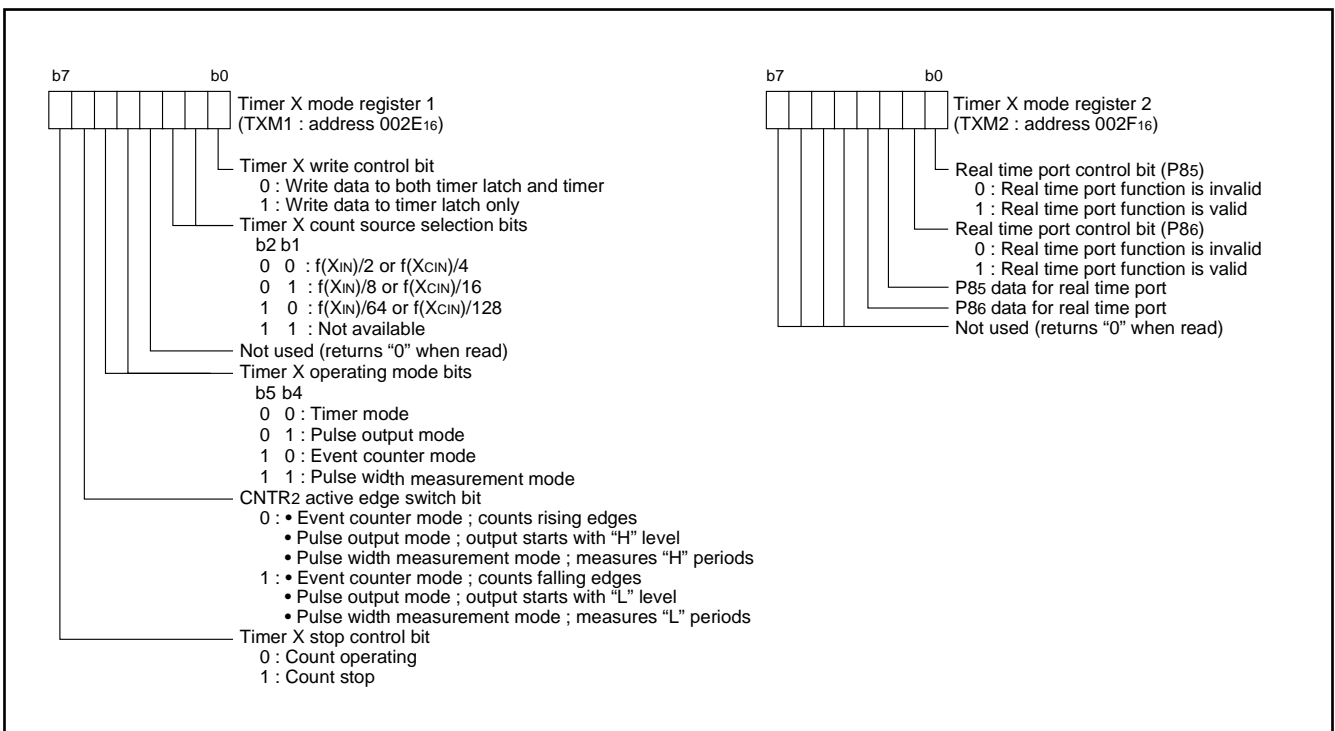 b7 b0
Timer X mode register 1
(TXM1 : address 002E16)
Timer X write control bit
0 : Write data to both timer latch and timer
1 : Write data to timer latch only
Timer X count source selection bits
b2 b1
0 0 : f(XIN)/2 or f(XCIN)/4
0 1 : f(XIN)/8 or f(XCIN)/16
1 0 : f(XIN)/64 or f(XCIN)/128
1 1 : Not available
Not used (returns “0” when read)
Timer X operating mode bits
b5 b4
0 0 : Timer mode
0 1 : Pulse output mode
1 0 : Event counter mode
1 1 : Pulse width measurement mode
CNTR2 active edge switch bit
0 : • Event counter mode ; counts rising edges
• Pulse output mode ; output starts with “H” level
• Pulse width measurement mode ; measures “H” periods
1 : • Event counter mode ; counts falling edges
• Pulse output mode ; output starts with “L” level
• Pulse width measurement mode ; measures “L” periods
Timer X stop control bit
0 : Count operating
1 : Count stop
b7 b0
Timer X mode register 2
(TXM2 : address 002F16)
Real time port control bit (P85)
0 : Real time port function is invalid
1 : Real time port function is valid
Real time port control bit (P86)
0 : Real time port function is invalid
1 : Real time port function is valid
P85 data for real time port
P86 data for real time port
Not used (returns “0” when read)